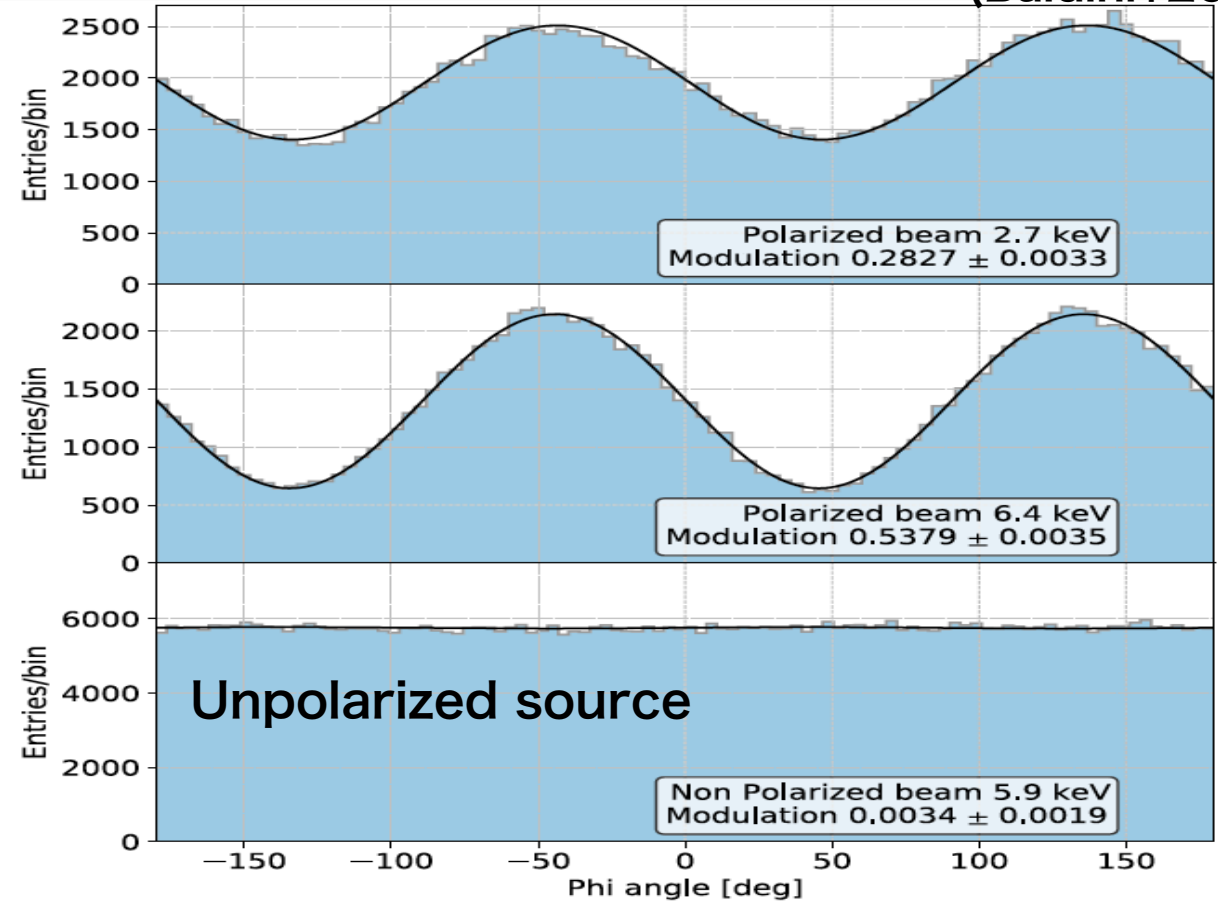 2500
2000
1500
1000
500
0
Entries/bin
Polarized beam 2.7 keV
Modulation 0.2827 ± 0.0033
2000
1500
1000
500
0
Entries/bin
Polarized beam 6.4 keV
Modulation 0.5379 ± 0.0035
6000
4000
2000
0
Entries/bin
Unpolarized source
Non Polarized beam 5.9 keV
Modulation 0.0034 ± 0.0019
−150 −100 −50 0 50 100 150
Phi angle [deg]